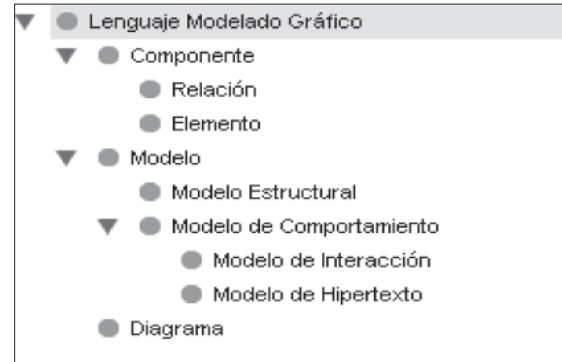 Lenguaje Modelado Gráfico
Componente
Relación
Elemento
Modelo
Modelo Estructural
Modelo de Comportamiento
Modelo de Interacción
Modelo de Hipertexto
Diagrama